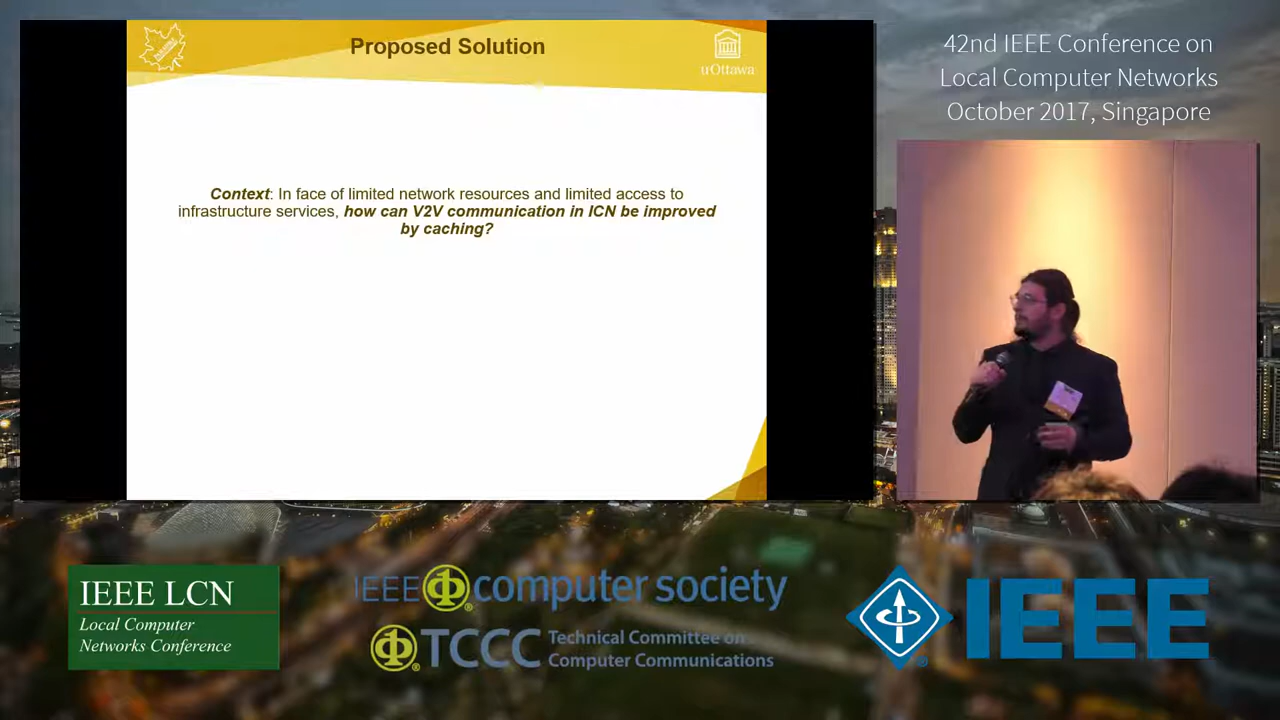 Proposed Solution
uOttawa
Context: In face of limited network resources and limited access to
infrastructure services, how can V2V communication in ICN be improved
by caching?
42nd IEEE Conference on
Local Computer Networks
October 2017, Singapore
IEEE LCN
Local Computer
Networks Conference
IEEE computer society
TCCC Technical Committee on
Computer Communications
IEEE